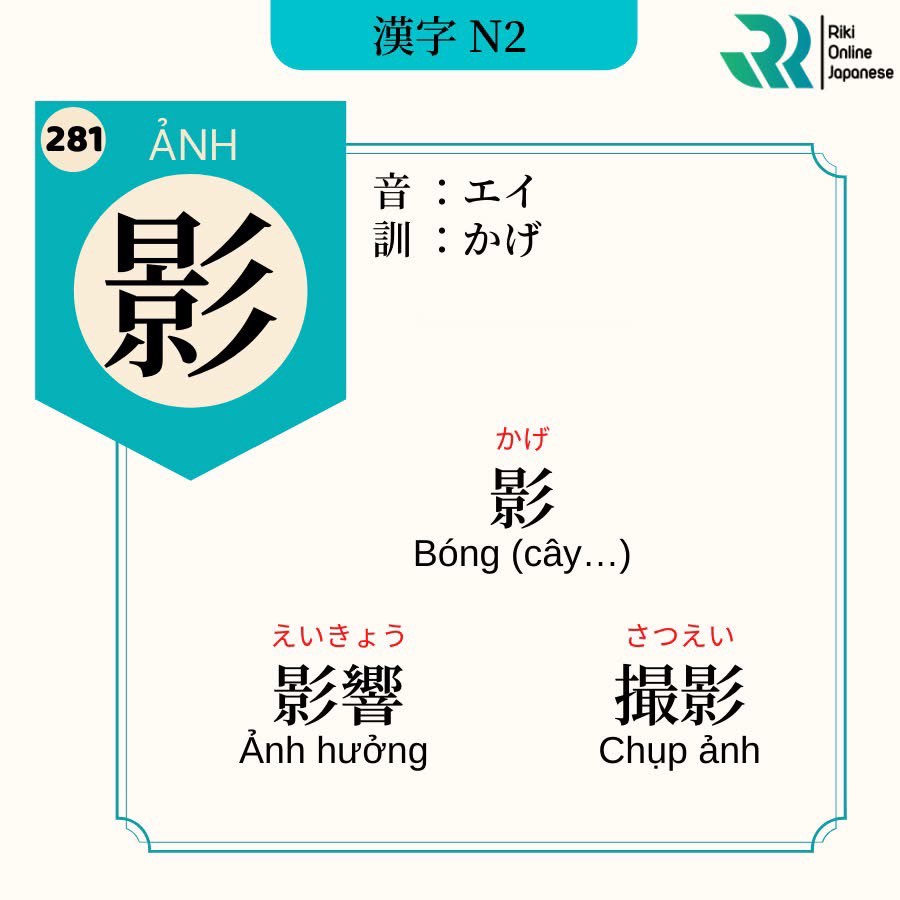 漢字 N2
Riki
Online
Japanese
281
ẢNH
影
音 ：エイ
訓 ：かげ
かげ
影
Bóng (cây…)
えいきょう
影響
Ảnh hưởng
さつえい
撮影
Chụp ảnh